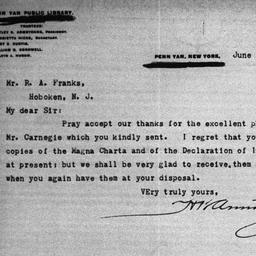 NN YAN PUBLIC LIBRARY.
TRUSTEES
PENN YAN, NEW YORK, June
Mr. R. A. Franks,
Hoboken, N. J.
My dear Sir:
Pray accept our thanks for the excellent p
Mr. Carnegie which you kindly sent. I regret that yo
copies of the Magna Charta and of the Declaration of I
at present; but we shall be very glad to receive,them
when you again have them at your disposal.
VEry truly yours,